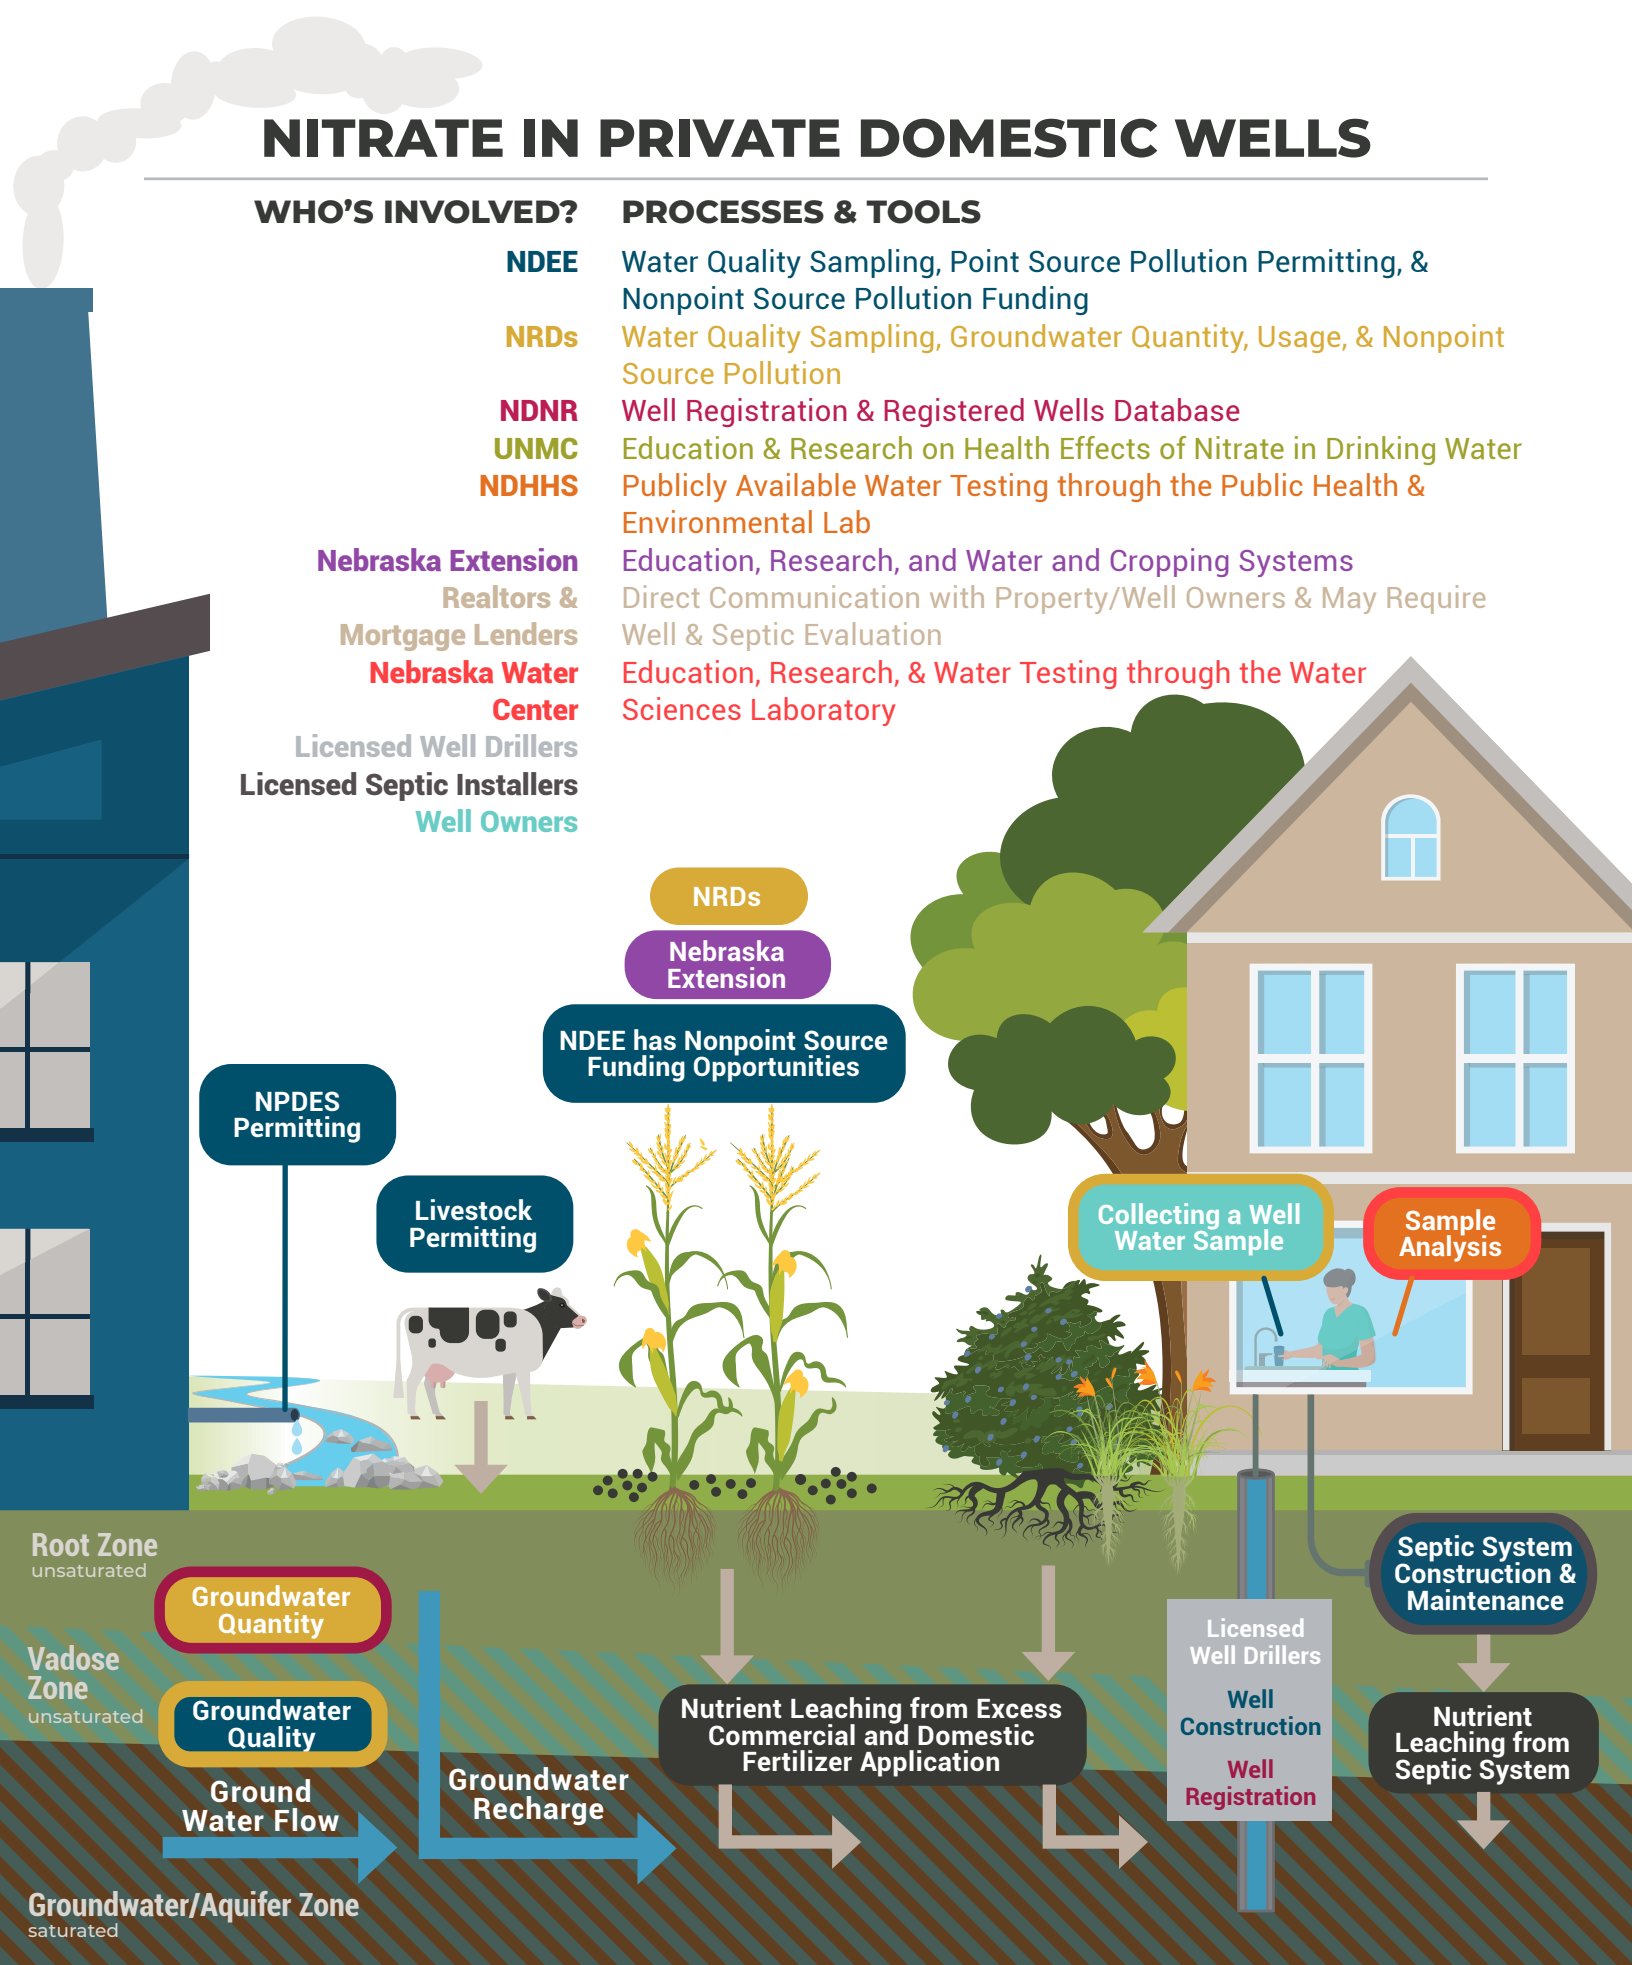 NITRATE IN PRIVATE DOMESTIC WELLS
WHO'S INVOLVED? PROCESSES & TOOLS
NDEE Water Quality Sampling, Point Source Pollution Permitting, &
Nonpoint Source Pollution Funding
NRDs Water Quality Sampling, Groundwater Quantity, Usage, & Nonpoint
Source Pollution
NDNR Well Registration & Registered Wells Database
UNMC Education & Research on Health Effects of Nitrate in Drinking Water
NDHHS Publicly Available Water Testing through the Public Health &
Environmental Lab
Nebraska Extension Education, Research, and Water and Cropping Systems
Realtors & Direct Communication with Property/Well Owners & May Require
Mortgage Lenders Well & Septic Evaluation
Nebraska Water Education, Research, & Water Testing through the Water
Center Sciences Laboratory
Licensed Well Drillers
Licensed Septic Installers
Well Owners
NRDs
Nebraska
Extension
NDEE has Nonpoint Source
Funding Opportunities
NPDES
Permitting
Livestock
Permitting
Collecting a Well
Water Sample
Sample
Analysis
Root Zone
unsaturated
Groundwater
Quantity
Vadose
Zone
unsaturated
Groundwater
Quality
Ground
Water Flow
Groundwater
Recharge
Nutrient Leaching from Excess
Commercial and Domestic
Fertilizer Application
Licensed
Well Drillers
Well
Construction
Well
Registration
Septic System
Construction &
Maintenance
Nutrient
Leaching from
Septic System
Groundwater/Aquifer Zone
saturated